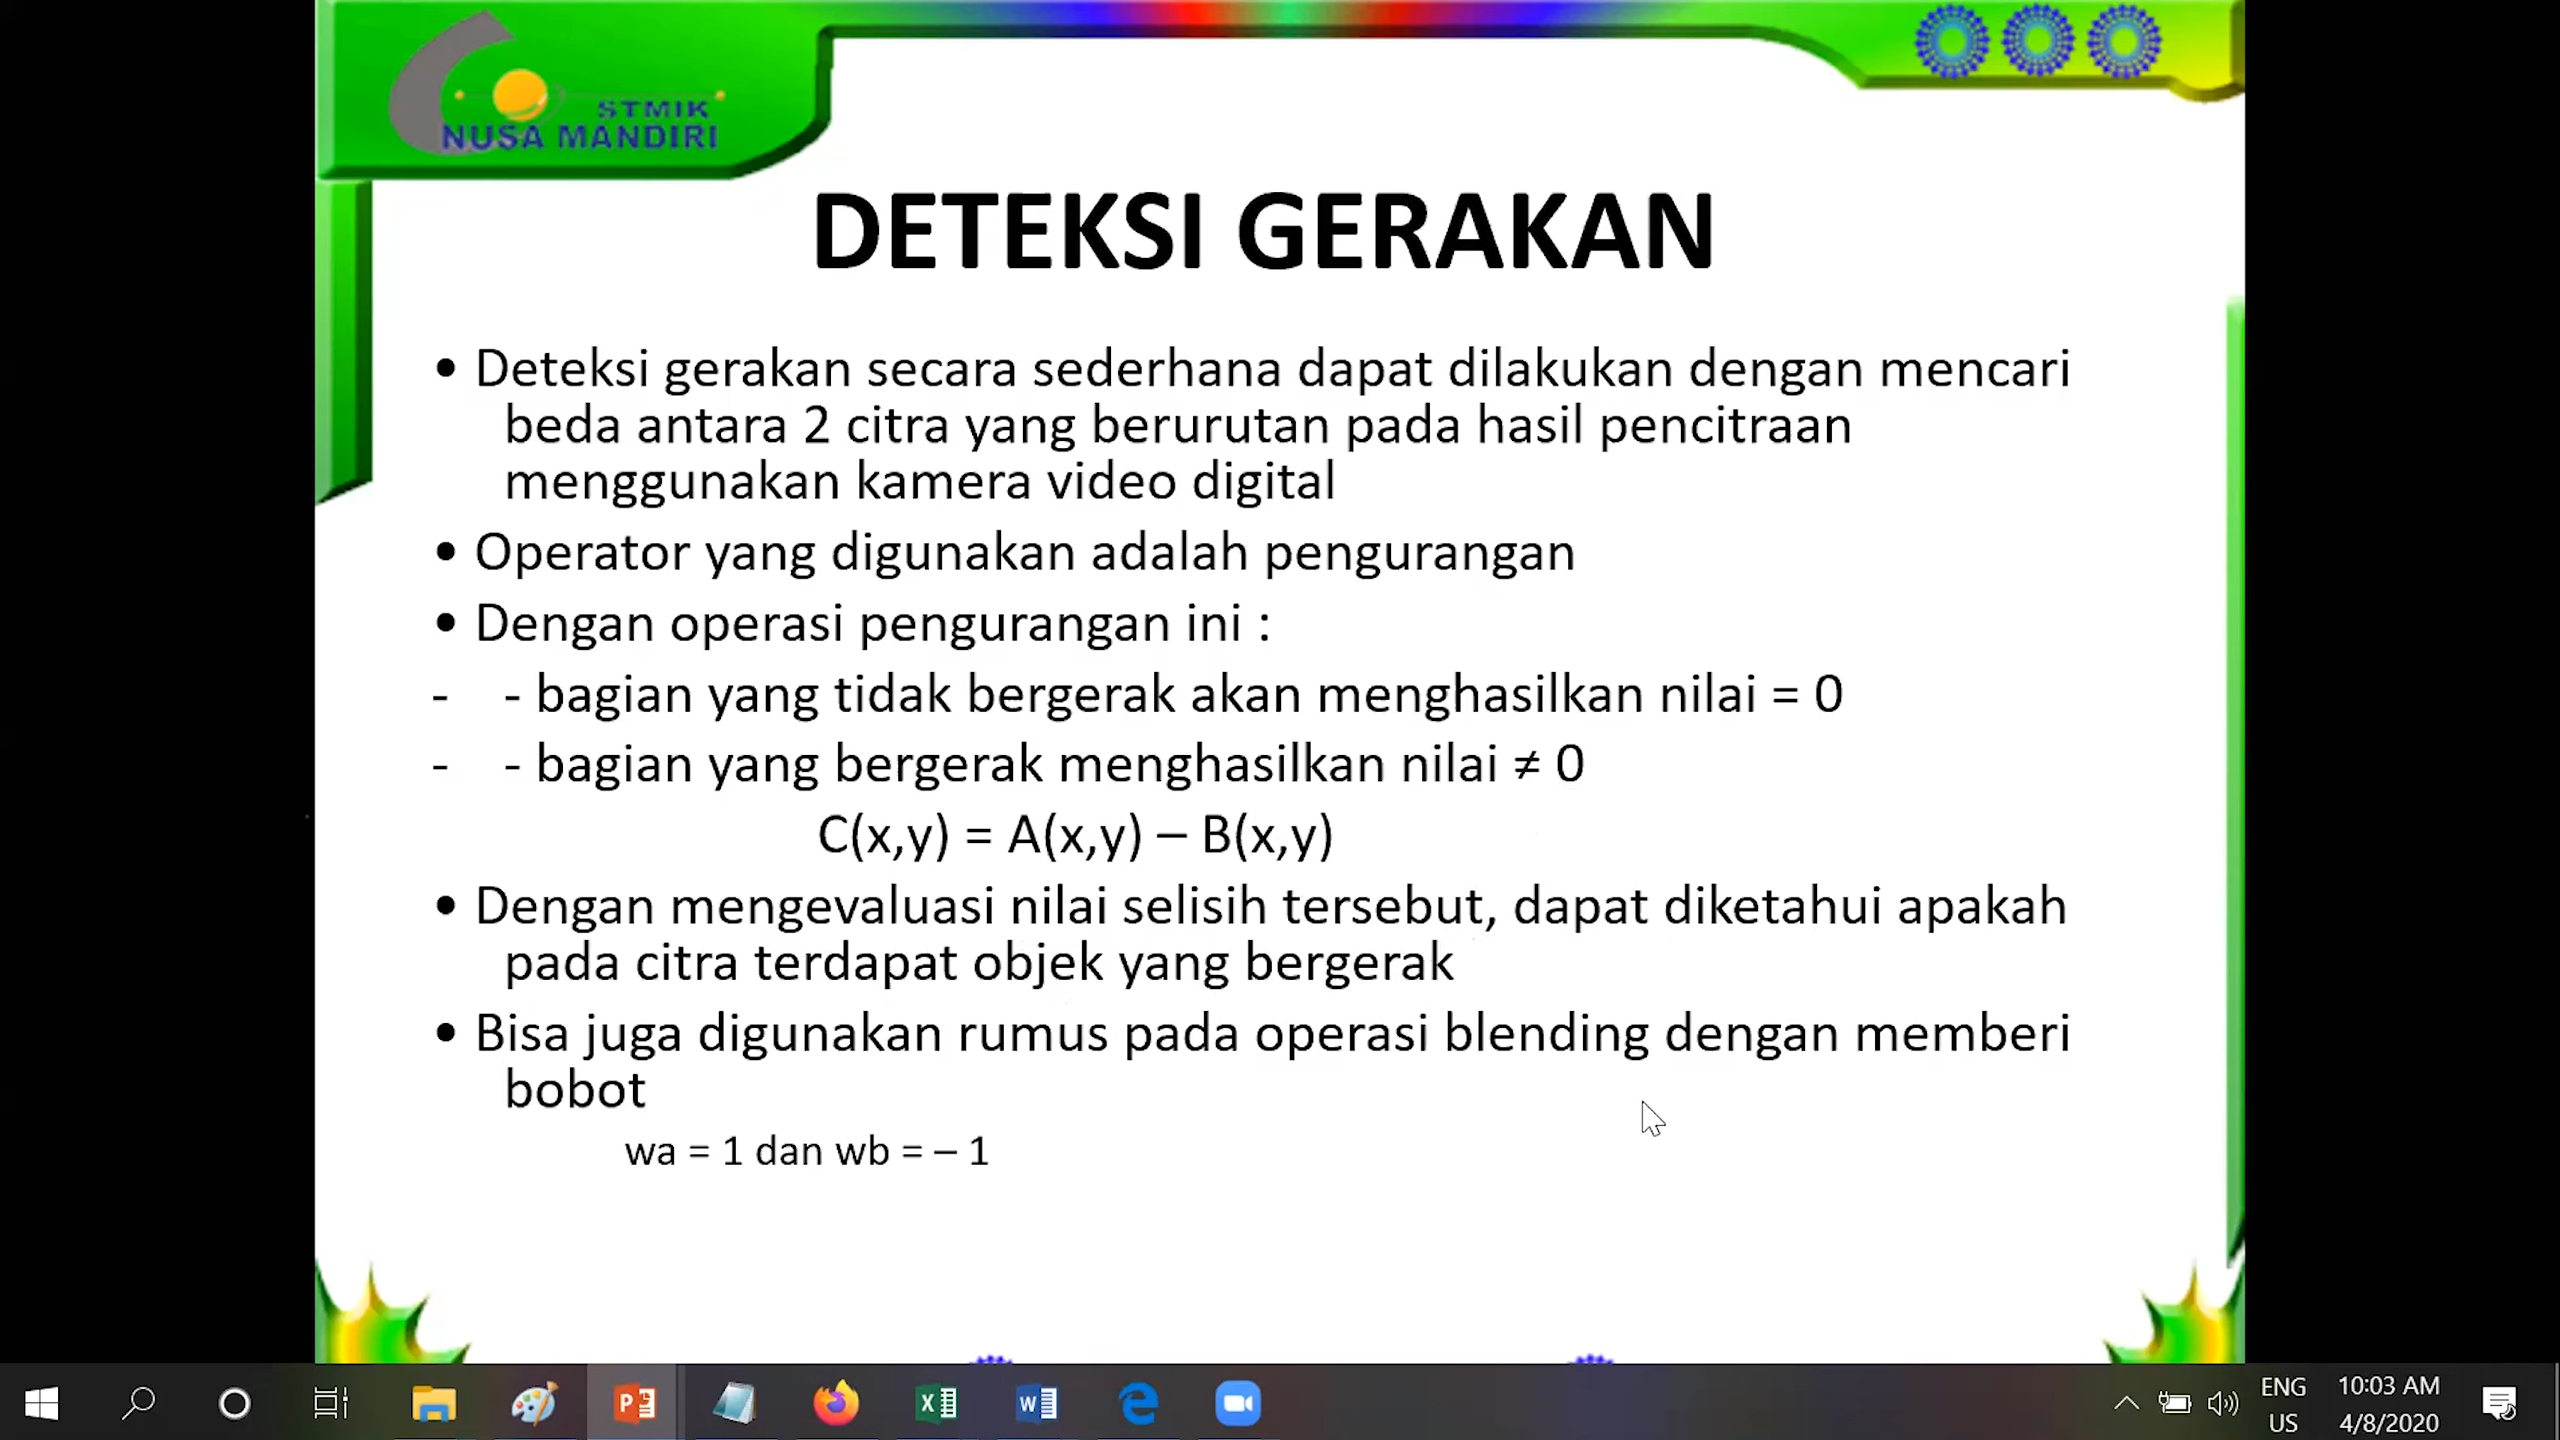 STMIK
NUSA MANDIRI
DETEKSI GERAKAN
• Deteksi gerakan secara sederhana dapat dilakukan dengan mencari
beda antara 2 citra yang berurutan pada hasil pencitraan
menggunakan kamera video digital
• Operator yang digunakan adalah pengurangan
• Dengan operasi pengurangan ini :
- - bagian yang tidak bergerak akan menghasilkan nilai = 0
- - bagian yang bergerak menghasilkan nilai ≠ 0
C(x,y) = A(x,y) – B(x,y)
• Dengan mengevaluasi nilai selisih tersebut, dapat diketahui apakah
pada citra terdapat objek yang bergerak
• Bisa juga digunakan rumus pada operasi blending dengan memberi
bobot
wa = 1 dan wb = – 1
ENG
US
10:03 AM
4/8/2020